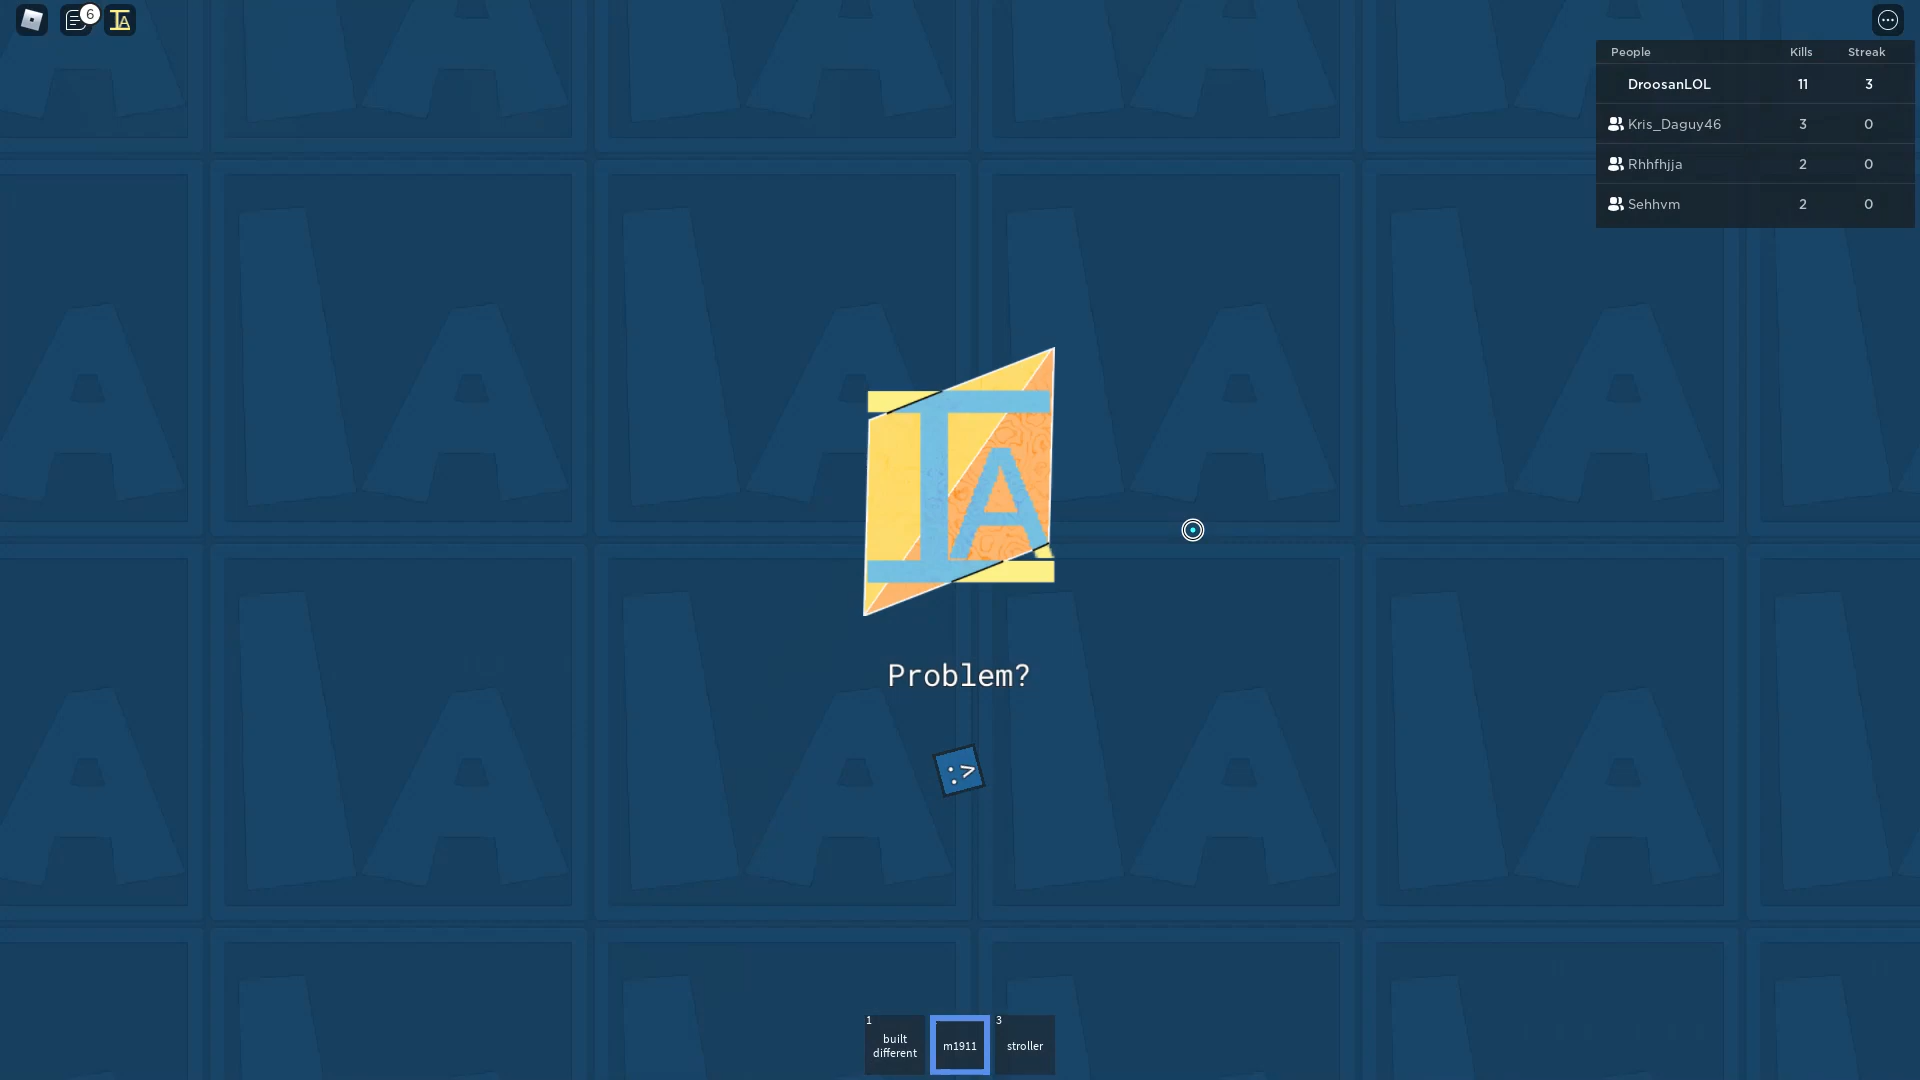 6 IA
People Kills Streak
DroosanLOL 11 3
Kris_Daguy46 3 0
Rhhfhjja 2 0
Sehhvm 2 0
IA
Problem?
:>
1 built different
m1911
3 stroller